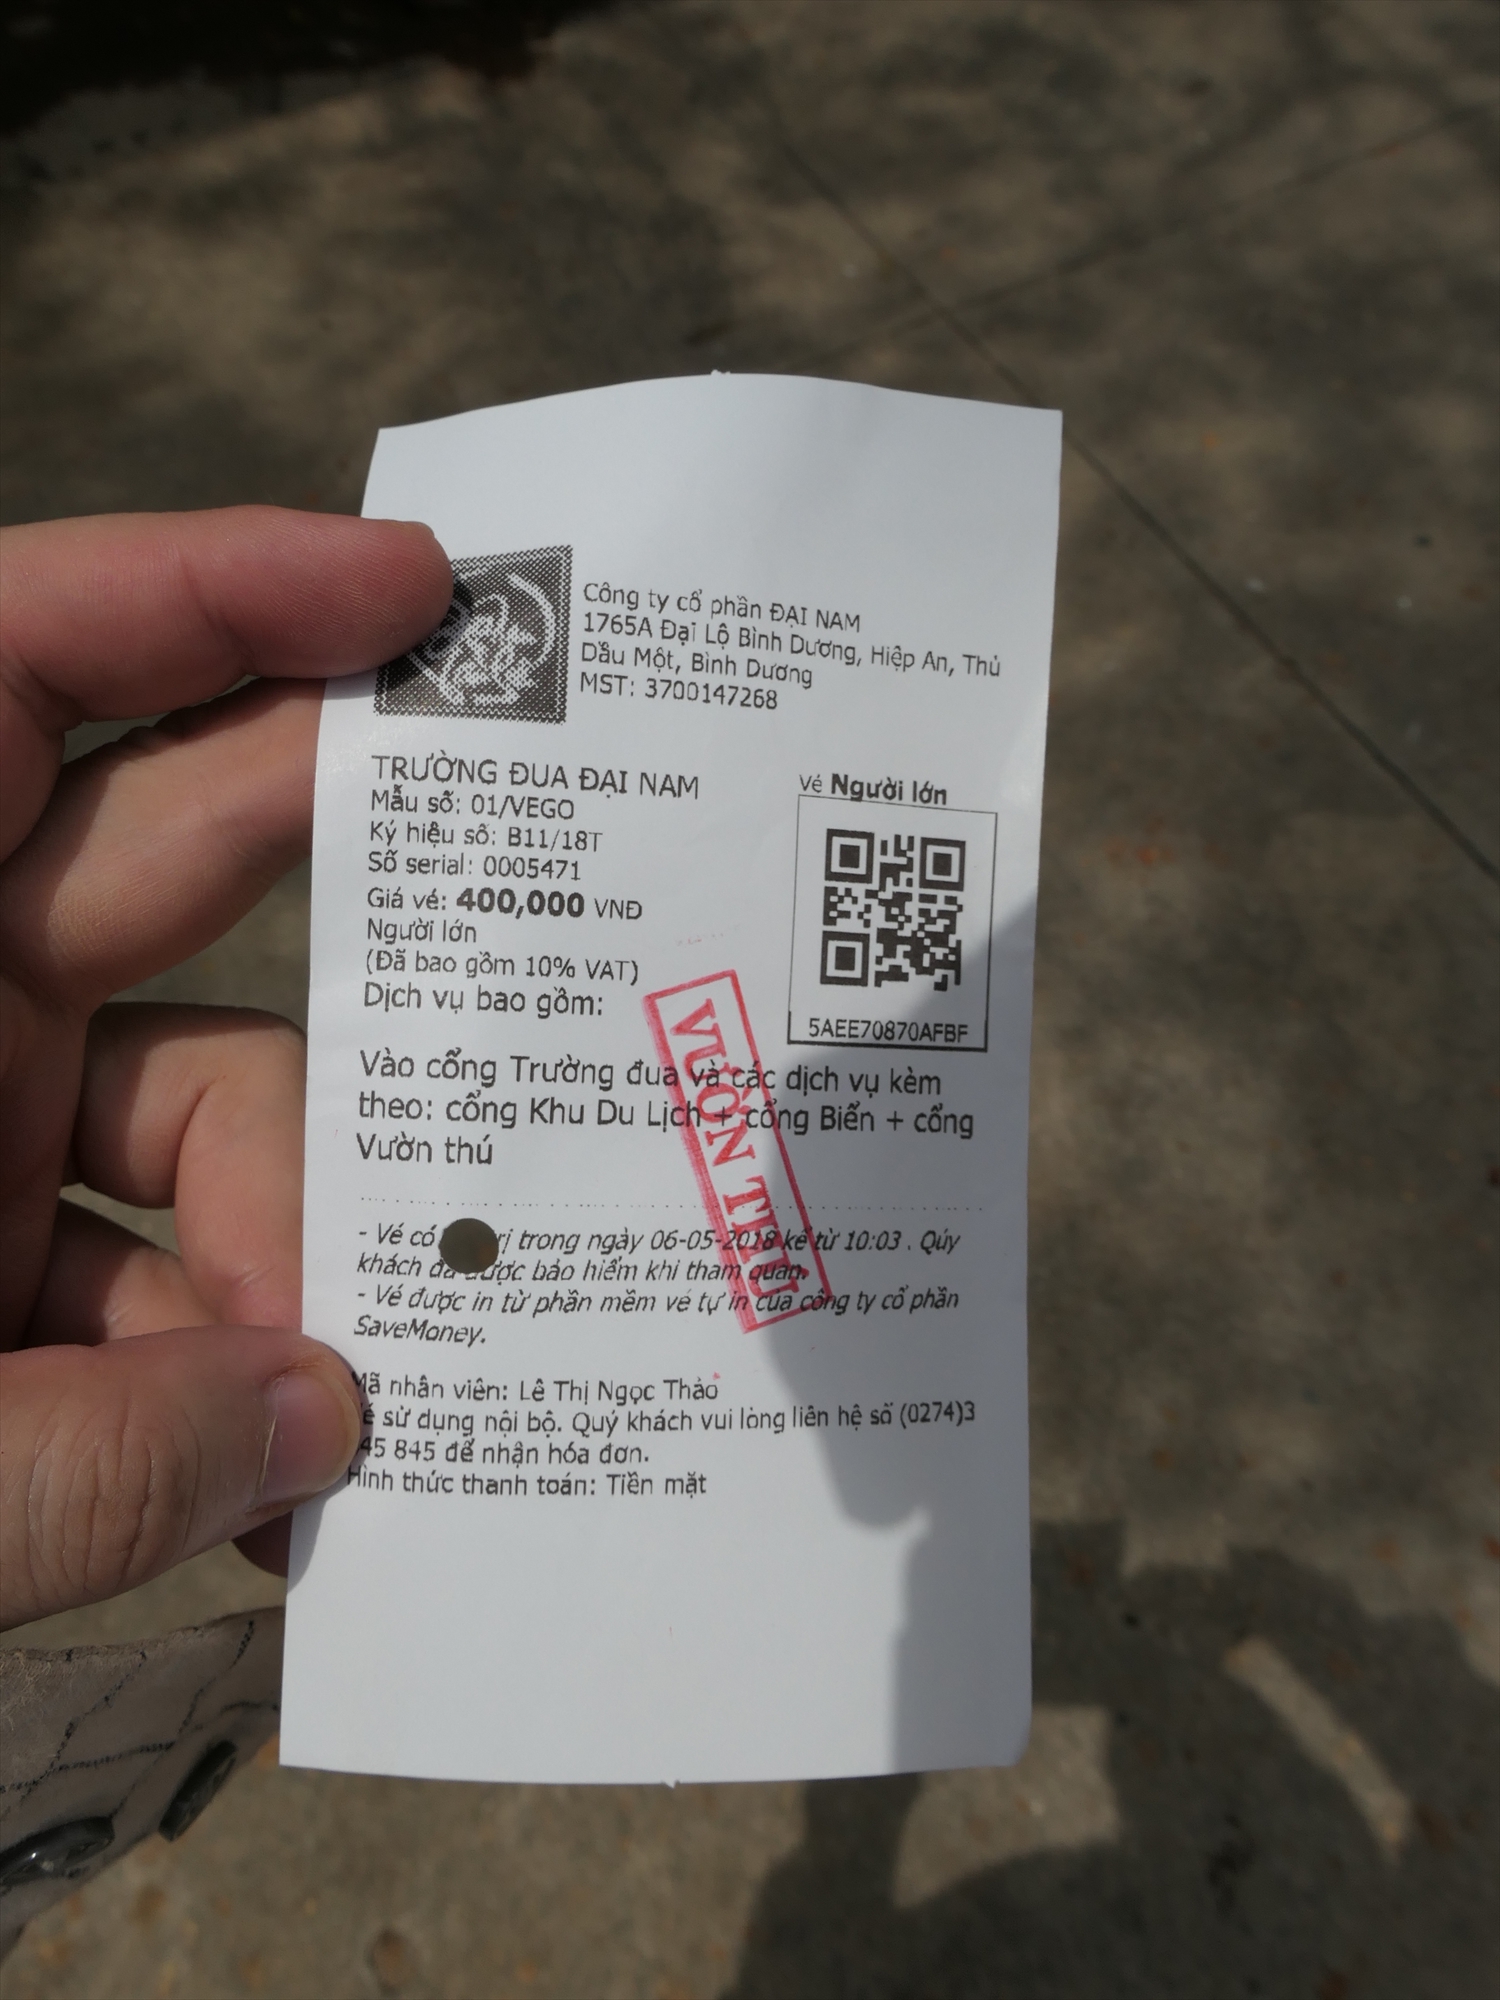 Công ty cổ phần ĐẠI NAM
1765A Đại Lộ Bình Dương, Hiệp An, Thủ
Dầu Một, Bình Dương
MST: 3700147268
TRƯỜNG ĐUA ĐẠI NAM
Mẫu số: 01/VEGO
Ký hiệu số: B11/18T
Số serial: 0005471
Giá vé: 400,000 VNĐ
Người lớn
(Đã bao gồm 10% VAT)
Dịch vụ bao gồm:
Vé Người lớn
5AEE70870AFBF
Vào cổng Trường đua và các dịch vụ kèm
theo: cổng Khu Du Lịch + cổng Biển + cổng
Vườn thú
VƯỜN THÚ
- Vé có trong ngày 06-05-2018 kể từ 10:03 . Qúy
khách được bảo hiểm khi tham quan.
- Vé được in từ phần mềm vé tự in của công ty cổ phần
SaveMoney.
Mã nhân viên: Lê Thị Ngọc Thảo
sử dụng nội bộ. Quý khách vui lòng liên hệ số (0274)3
45 845 để nhận hóa đơn.
Hình thức thanh toán: Tiền mặt